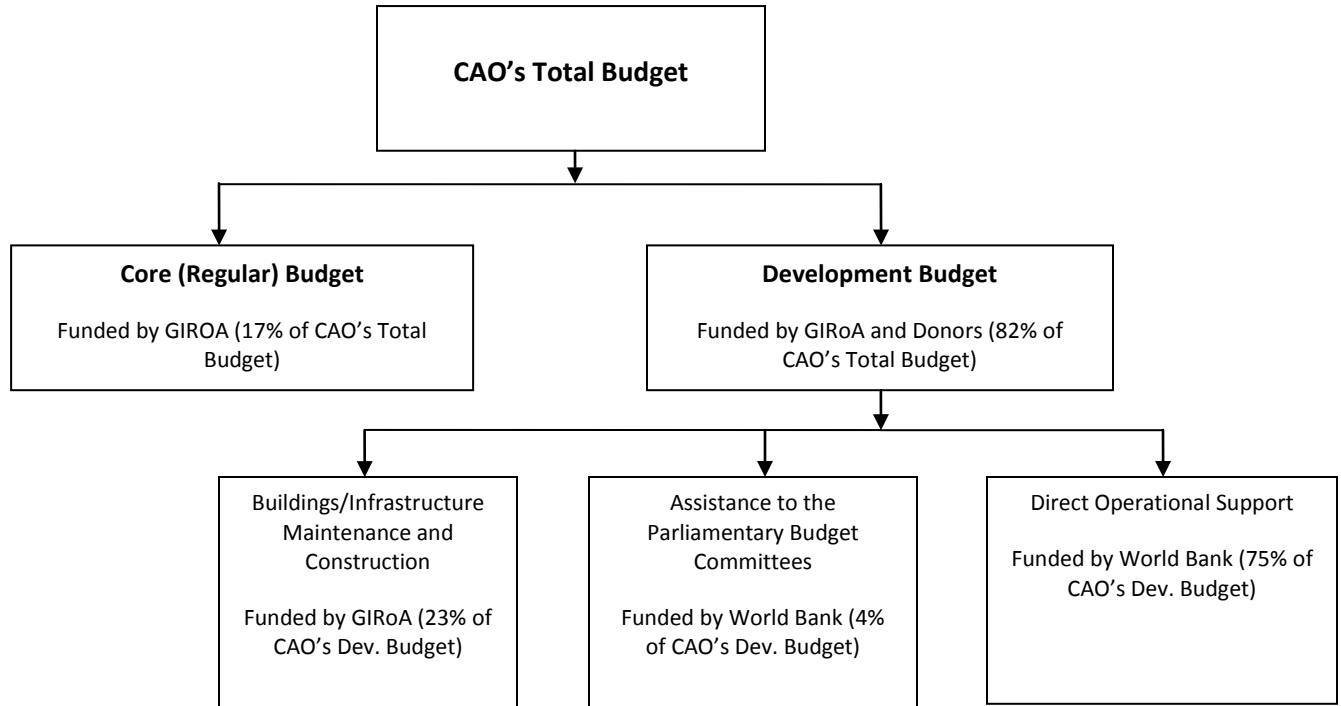 CAO’s Total Budget
Core (Regular) Budget
Funded by GIROA (17% of CAO’s Total
Budget)
Development Budget
Funded by GIRoA and Donors (82% of
CAO’s Total Budget)
Buildings/Infrastructure
Maintenance and
Construction
Funded by GIRoA (23% of
CAO’s Dev. Budget)
Assistance to the
Parliamentary Budget
Committees
Funded by World Bank (4%
of CAO’s Dev. Budget)
Direct Operational Support
Funded by World Bank (75% of
CAO’s Dev. Budget)